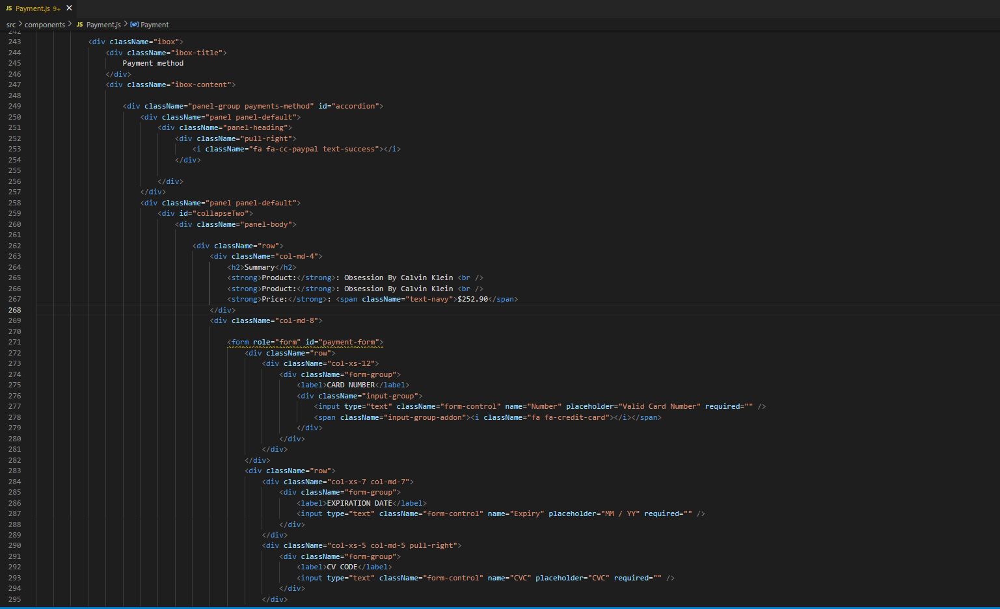 JS Payment.js 9+ ×
src > components > JS Payment.js > Payment
242
243 <div className="ibox">
244 <div className="ibox-title">
245 Payment method
246 </div>
247 <div className="ibox-content">
248
249 <div className="panel-group payments-method" id="accordion">
250 <div className="panel panel-default">
251 <div className="panel-heading">
252 <div className="pull-right">
253 <i className="fa fa-cc-paypal text-success"></i>
254 </div>
255
256 </div>
257 </div>
258 <div className="panel panel-default">
259 <div id="collapseTwo">
260 <div className="panel-body">
261
262 <div className="row">
263 <div className="col-md-4">
264 <h2>Summary</h2>
265 <strong>Product:</strong>: Obsession By Calvin Klein <br />
266 <strong>Product:</strong>: Obsession By Calvin Klein <br />
267 <strong>Price:</strong>: <span className="text-navy">$252.90</span>
268 </div>
269 <div className="col-md-8">
270
271 <form role="form" id="payment-form">
272 <div className="row">
273 <div className="col-xs-12">
274 <div className="form-group">
275 <label>CARD NUMBER</label>
276 <div className="input-group">
277 <input type="text" className="form-control" name="Number" placeholder="Valid Card Number" required="" />
278 <span className="input-group-addon"><i className="fa fa-credit-card"></i></span>
279 </div>
280 </div>
281 </div>
282 </div>
283 <div className="row">
284 <div className="col-xs-7 col-md-7">
285 <div className="form-group">
286 <label>EXPIRATION DATE</label>
287 <input type="text" className="form-control" name="Expiry" placeholder="MM / YY" required="" />
288 </div>
289 </div>
290 <div className="col-xs-5 col-md-5 pull-right">
291 <div className="form-group">
292 <label>CV CODE</label>
293 <input type="text" className="form-control" name="CVC" placeholder="CVC" required="" />
294 </div>
295 </div>